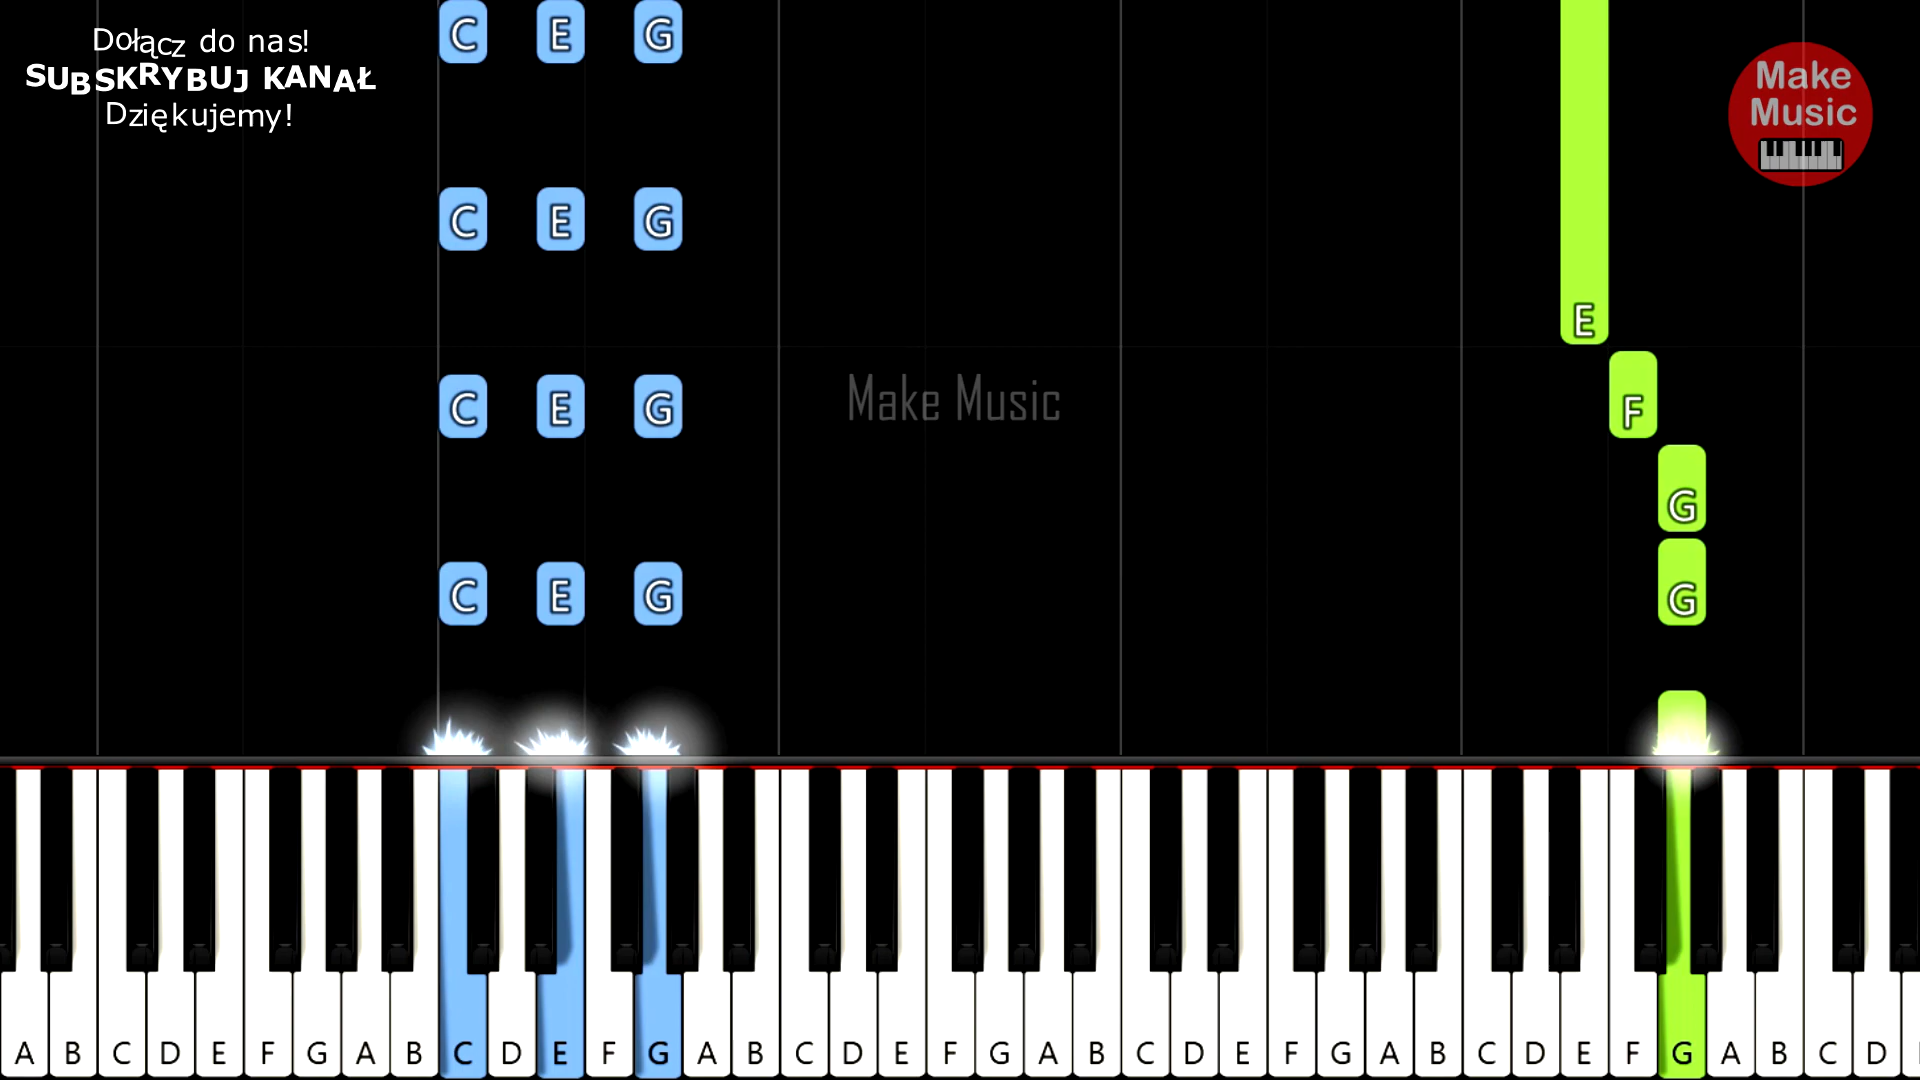 Dołącz do nas!
SUBSKRYBUJ KANAŁ
Dziękujemy!
Make
Music
C E G
C E G
E
Make Music
C E G
F
G
C E G
G
A B C D E F G A B C D E F G A B C D E F G A B C D E F G A B C D E F G A B C D